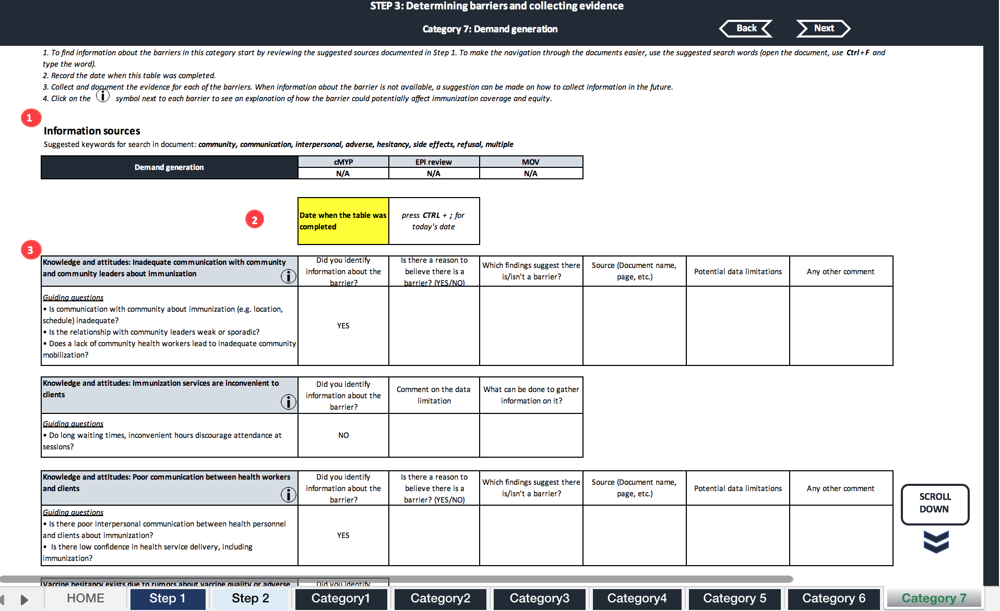 STEP 3: Determining barriers and collecting evidence
Category 7: Demand generation
Back
Next
1. To find information about the barriers in this category start by reviewing the suggested sources documented in Step 1. To make the navigation through the documents easier, use the suggested search words (open the document, use Ctrl+F and
type the word).
2. Record the date when this table was completed.
3. Collect and document the evidence for each of the barriers. When information about the barrier is not available, a suggestion can be made on how to collect information in the future.
4. Click on the i symbol next to each barrier to see an explanation of how the barrier could potentially affect immunization coverage and equity.
1
Information sources
Suggested keywords for search in document: community, communication, interpersonal, adverse, hesitancy, side effects, refusal, multiple
Demand generation
cMYP
EPI review
MOV
N/A
N/A
N/A
2
Date when the table was
completed
press CTRL + ; for
today's date
3
Knowledge and attitudes: Inadequate communication with community
and community leaders about immunization
i
Did you identify
information about the
barrier?
Is there a reason to
believe there is a
barrier? (YES/NO)
Which findings suggest there
is/isn't a barrier?
Source (Document name,
page, etc.)
Potential data limitations
Any other comment
Guiding questions
• Is communication with community about immunization (e.g. location,
schedule) inadequate?
• Is the relationship with community leaders weak or sporadic?
• Does a lack of community health workers lead to inadequate community
mobilization?
YES
Knowledge and attitudes: Immunization services are inconvenient to
clients
i
Did you identify
information about the
barrier?
Comment on the data
limitation
What can be done to gather
information on it?
Guiding questions
• Do long waiting times, inconvenient hours discourage attendance at
sessions?
NO
Knowledge and attitudes: Poor communication between health workers
and clients
i
Did you identify
information about the
barrier?
Is there a reason to
believe there is a
barrier? (YES/NO)
Which findings suggest there
is/isn't a barrier?
Source (Document name,
page, etc.)
Potential data limitations
Any other comment
Guiding questions
• Is there poor interpersonal communication between health personnel
and clients about immunization?
• Is there low confidence in health service delivery, including
immunization?
YES
SCROLL
DOWN
Vaccine hesitancy exists due to rumors about vaccine quality or adverse
Did you identify
HOME
Step 1
Step 2
Category1
Category2
Category3
Category4
Category 5
Category 6
Category 7